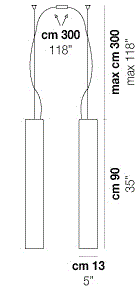 cm 300
118"
max cm 300
max 118"
cm 90
35"
cm 13
5"